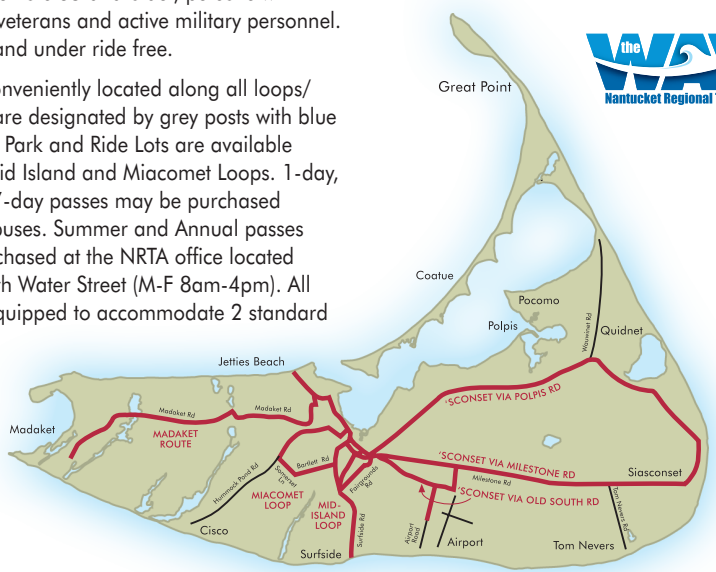 veterans and active military personnel.
and under ride free.
nveniently located along all loops/
are designated by grey posts with blue
Park and Ride Lots are available
id Island and Miacomet Loops. 1-day,
7-day passes may be purchased
ouses. Summer and Annual passes
chased at the NRTA office located
th Water Street (M-F 8am-4pm). All
quipped to accommodate 2 standard
the
WAV
Nantucket Regional
Great Point
Coatue
Pocomo
Polpis
Wauwinet Rd
Quidnet
Jetties Beach
Madaket
Madaket Rd
Madaket Rd
MADAKET
ROUTE
'SCONSET VIA POLPIS RD
'SCONSET VIA MILESTONE RD
Milestone Rd
Siasconset
'SCONSET VIA OLD SOUTH RD
Hummock Pond Rd
Somerset
Ln
Bartlett Rd
Fairgrounds
Rd
MIACOMET
LOOP
MID-
ISLAND
LOOP
Surfside Rd
Airport
Road
Tom Nevers Rd
Cisco
Surfside
Airport
Tom Nevers